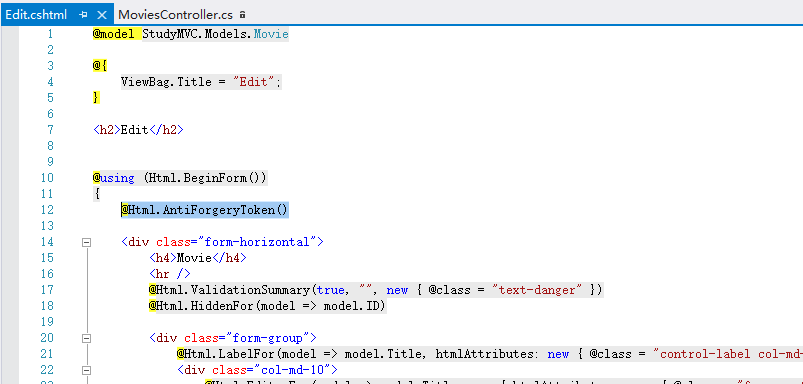 Edit.cshtml MoviesController.cs
1 @model StudyMVC.Models.Movie
2
3 @{
4 ViewBag.Title = "Edit";
5 }
6
7 <h2>Edit</h2>
8
9
10 @using (Html.BeginForm())
11 {
12 @Html.AntiForgeryToken()
13
14 <div class="form-horizontal">
15 <h4>Movie</h4>
16 <hr />
17 @Html.ValidationSummary(true, "", new { @class = "text-danger" })
18 @Html.HiddenFor(model => model.ID)
19
20 <div class="form-group">
21 @Html.LabelFor(model => model.Title, htmlAttributes: new { @class = "control-label col-md-
22 <div class="col-md-10">